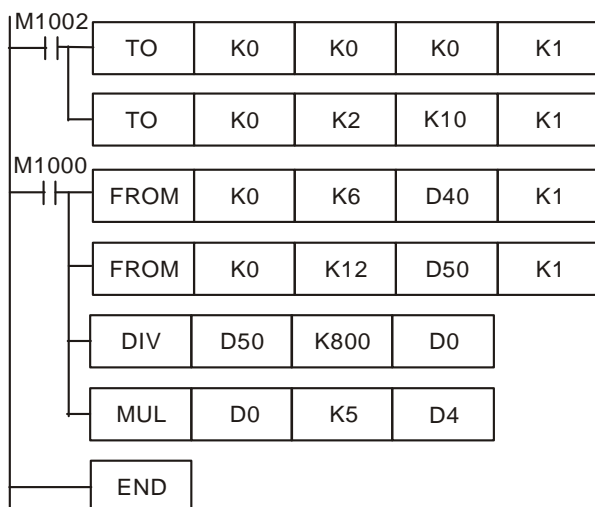 M1002
TO K0 K0 K0 K1
TO K0 K2 K10 K1
M1000
FROM K0 K6 D40 K1
FROM K0 K12 D50 K1
DIV D50 K800 D0
MUL D0 K5 D4
END